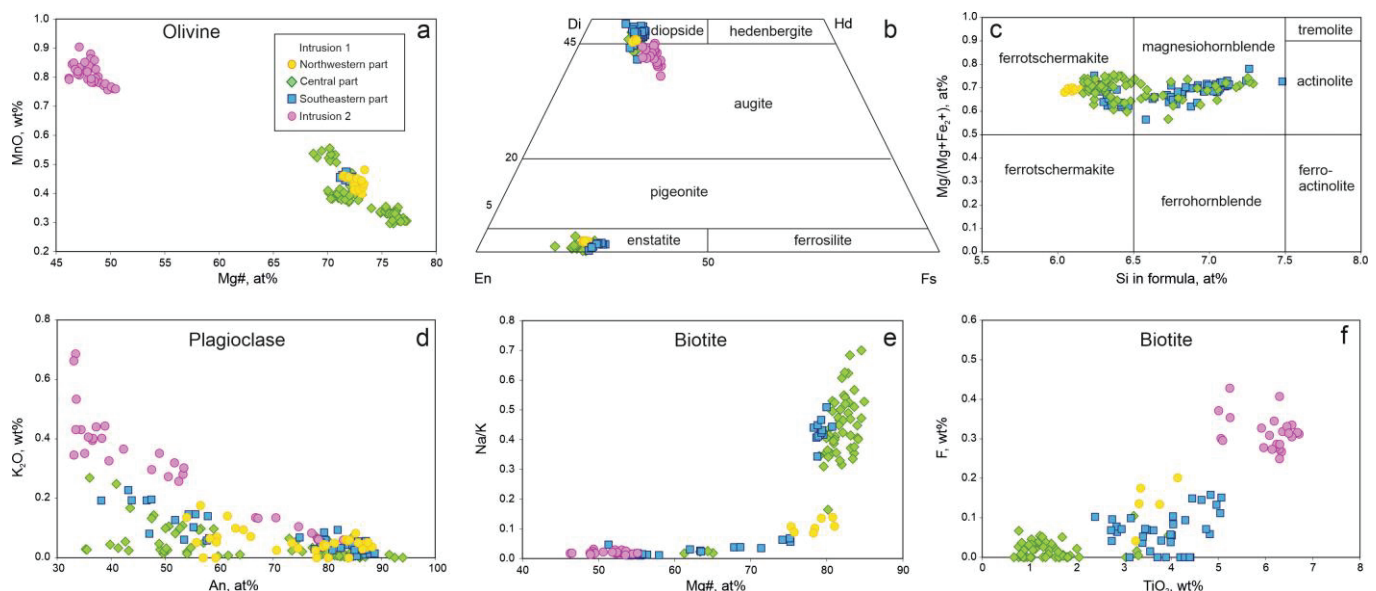 Olivine
a
MnO, wt%
1.0
0.9
0.8
0.7
0.6
0.5
0.4
0.3
0.2
45 50 55 60 65 70 75 80
Mg#, at%
Intrusion 1
Northwestern part
Central part
Southeastern part
Intrusion 2
b
Di
Hd
diopside
hedenbergite
45
augite
20
pigeonite
5
enstatite
ferrosilite
En
50
Fs
c
Mg/(Mg+Fe2+), at%
1.0
0.9
0.8
0.7
0.6
0.5
0.4
0.3
0.2
0.1
0.0
ferrotschermakite
magnesiohornblende
tremolite
actinolite
ferrotschermakite
ferrohornblende
ferro-
actinolite
5.5 6.0 6.5 7.0 7.5 8.0
Si in formula, at%
Plagioclase
d
K2O, wt%
0.8
0.6
0.4
0.2
0.0
30 40 50 60 70 80 90 100
An, at%
Biotite
e
Na/K
0.8
0.7
0.6
0.5
0.4
0.3
0.2
0.1
0.0
40 50 60 70 80 90
Mg#, at%
Biotite
f
F, wt%
0.6
0.5
0.4
0.3
0.2
0.1
0.0
0 1 2 3 4 5 6 7 8
TiO2, wt%